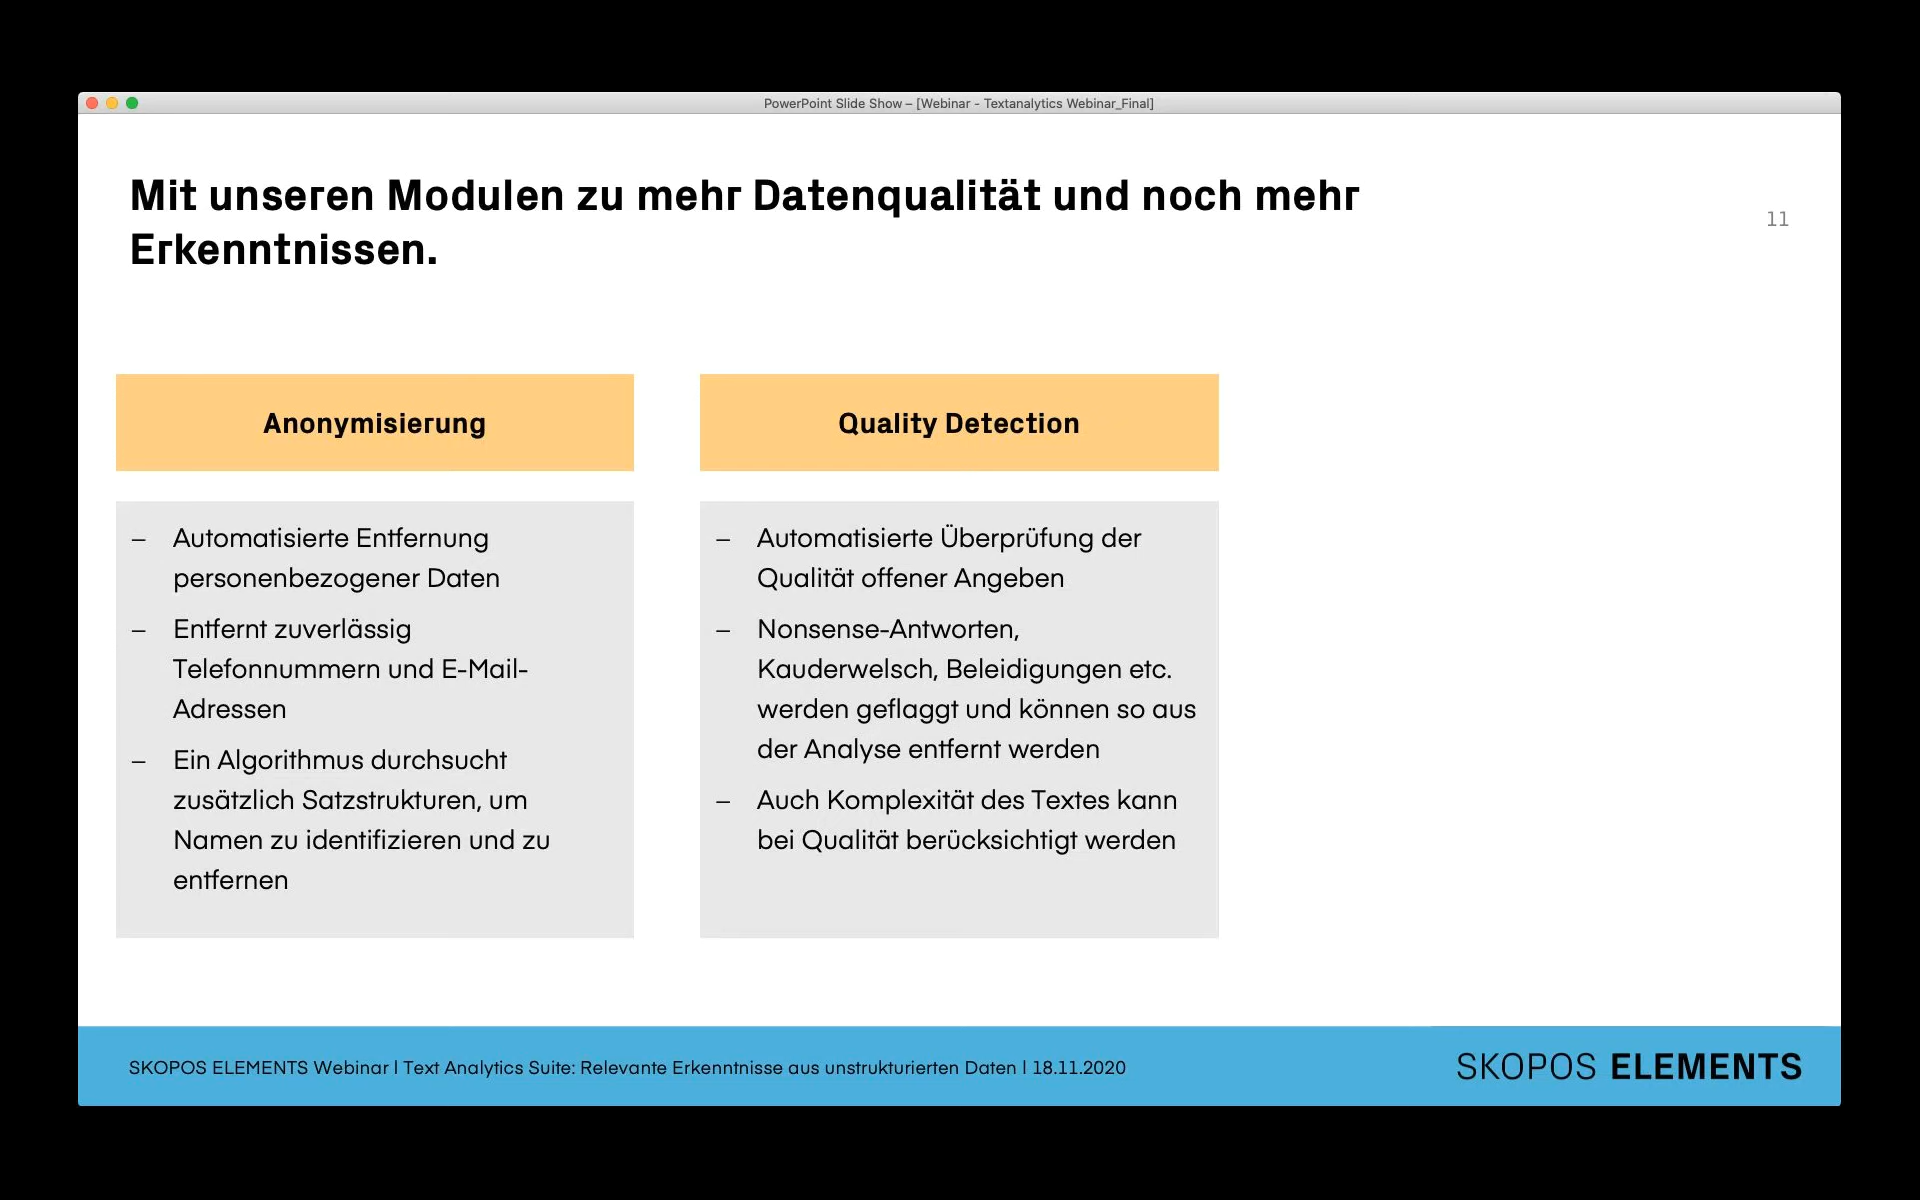 PowerPoint Slide Show – [Webinar - Textanalytics Webinar_Final]
Mit unseren Modulen zu mehr Datenqualität und noch mehr
Erkenntnissen.
11
Anonymisierung
– Automatisierte Entfernung
personenbezogener Daten
– Entfernt zuverlässig
Telefonnummern und E-Mail-
Adressen
– Ein Algorithmus durchsucht
zusätzlich Satzstrukturen, um
Namen zu identifizieren und zu
entfernen
Quality Detection
– Automatisierte Überprüfung der
Qualität offener Angeben
– Nonsense-Antworten,
Kauderwelsch, Beleidigungen etc.
werden geflaggt und können so aus
der Analyse entfernt werden
– Auch Komplexität des Textes kann
bei Qualität berücksichtigt werden
SKOPOS ELEMENTS Webinar | Text Analytics Suite: Relevante Erkenntnisse aus unstrukturierten Daten | 18.11.2020
SKOPOS ELEMENTS